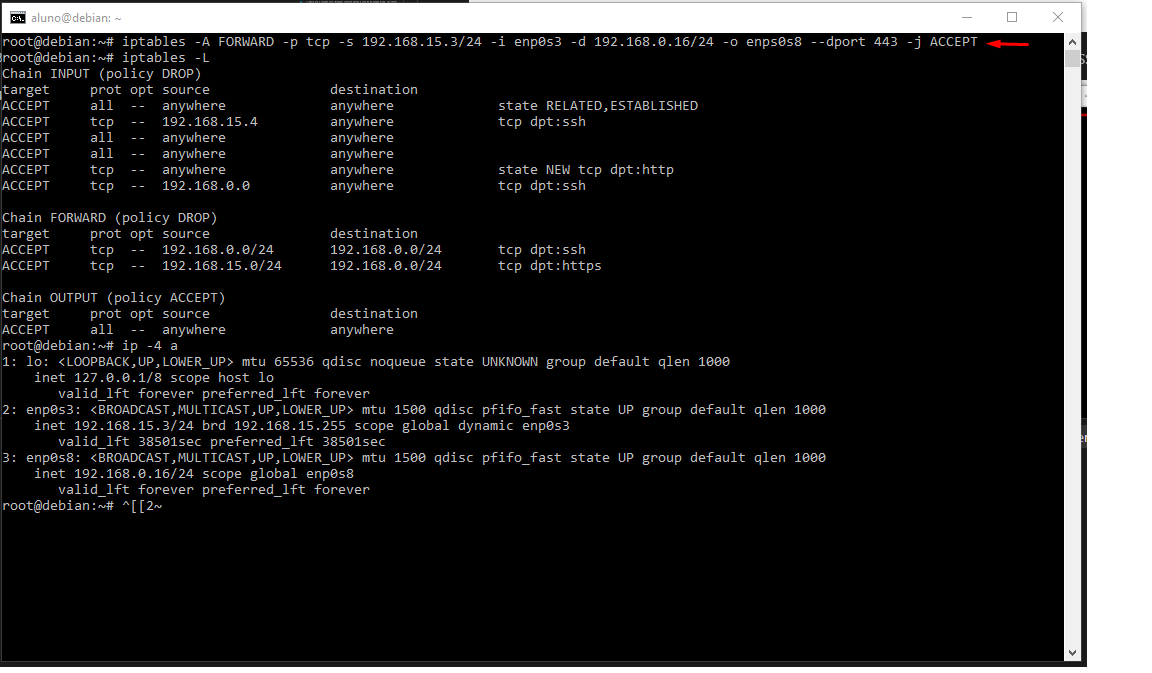 aluno@debian: ~
root@debian:~# iptables -A FORWARD -p tcp -s 192.168.15.3/24 -i enp0s3 -d 192.168.0.16/24 -o enps0s8 --dport 443 -j ACCEPT
root@debian:~# iptables -L
Chain INPUT (policy DROP)
target     prot opt source               destination
ACCEPT     all  --  anywhere             anywhere             state RELATED,ESTABLISHED
ACCEPT     tcp  --  192.168.15.4         anywhere             tcp dpt:ssh
ACCEPT     all  --  anywhere             anywhere
ACCEPT     all  --  anywhere             anywhere
ACCEPT     tcp  --  anywhere             anywhere             state NEW tcp dpt:http
ACCEPT     tcp  --  192.168.0.0          anywhere             tcp dpt:ssh
Chain FORWARD (policy DROP)
target     prot opt source               destination
ACCEPT     tcp  --  192.168.0.0/24       192.168.0.0/24       tcp dpt:ssh
ACCEPT     tcp  --  192.168.15.0/24      192.168.0.0/24       tcp dpt:https
Chain OUTPUT (policy ACCEPT)
target     prot opt source               destination
ACCEPT     all  --  anywhere             anywhere
root@debian:~# ip -4 a
1: lo: <LOOPBACK,UP,LOWER_UP> mtu 65536 qdisc noqueue state UNKNOWN group default qlen 1000
    inet 127.0.0.1/8 scope host lo
       valid_lft forever preferred_lft forever
2: enp0s3: <BROADCAST,MULTICAST,UP,LOWER_UP> mtu 1500 qdisc pfifo_fast state UP group default qlen 1000
    inet 192.168.15.3/24 brd 192.168.15.255 scope global dynamic enp0s3
       valid_lft 38501sec preferred_lft 38501sec
3: enp0s8: <BROADCAST,MULTICAST,UP,LOWER_UP> mtu 1500 qdisc pfifo_fast state UP group default qlen 1000
    inet 192.168.0.16/24 scope global enp0s8
       valid_lft forever preferred_lft forever
root@debian:~# ^[[2~